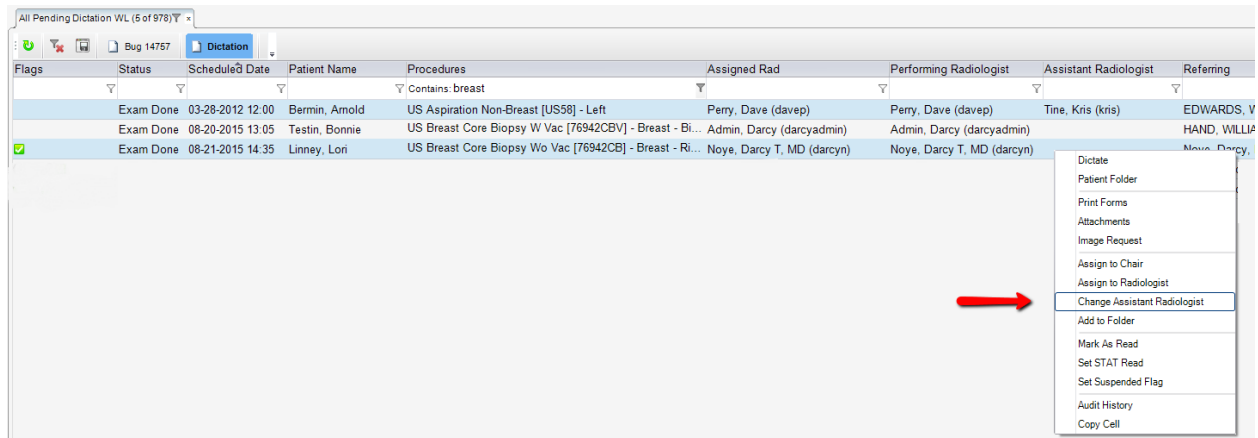 All Pending Dictation WL (5 of 978) ×
Bug 14757 Dictation
Flags Status Scheduled Date Patient Name Procedures Assigned Rad Performing Radiologist Assistant Radiologist Referring
Contains: breast
Exam Done 03-28-2012 12:00 Bermin, Arnold US Aspiration Non-Breast [US58] - Left Perry, Dave (davep) Perry, Dave (davep) Tine, Kris (kris) EDWARDS, W
Exam Done 08-20-2015 13:05 Testin, Bonnie US Breast Core Biopsy W Vac [76942CBV] - Breast - Bi... Admin, Darcy (darcyadmin) Admin, Darcy (darcyadmin) HAND, WILLIA
Exam Done 08-21-2015 14:35 Linney, Lori US Breast Core Biopsy Wo Vac [76942CB] - Breast - Ri... Noye, Darcy T, MD (darcyn) Noye, Darcy T, MD (darcyn) Noye, Darcy,
Dictate
Patient Folder
Print Forms
Attachments
Image Request
Assign to Chair
Assign to Radiologist
Change Assistant Radiologist
Add to Folder
Mark As Read
Set STAT Read
Set Suspended Flag
Audit History
Copy Cell